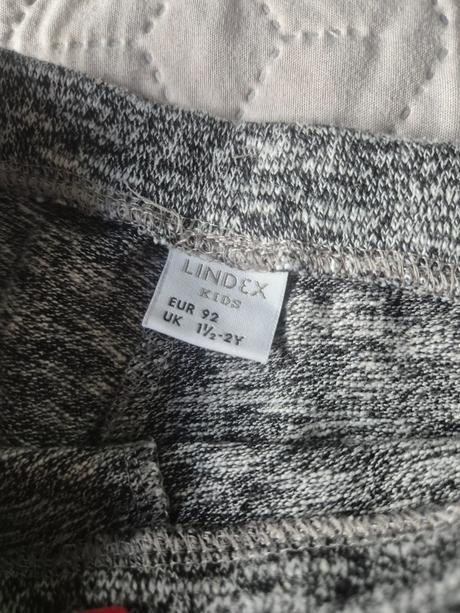 LINDEX
KIDS
EUR 92
UK 1½-2Y